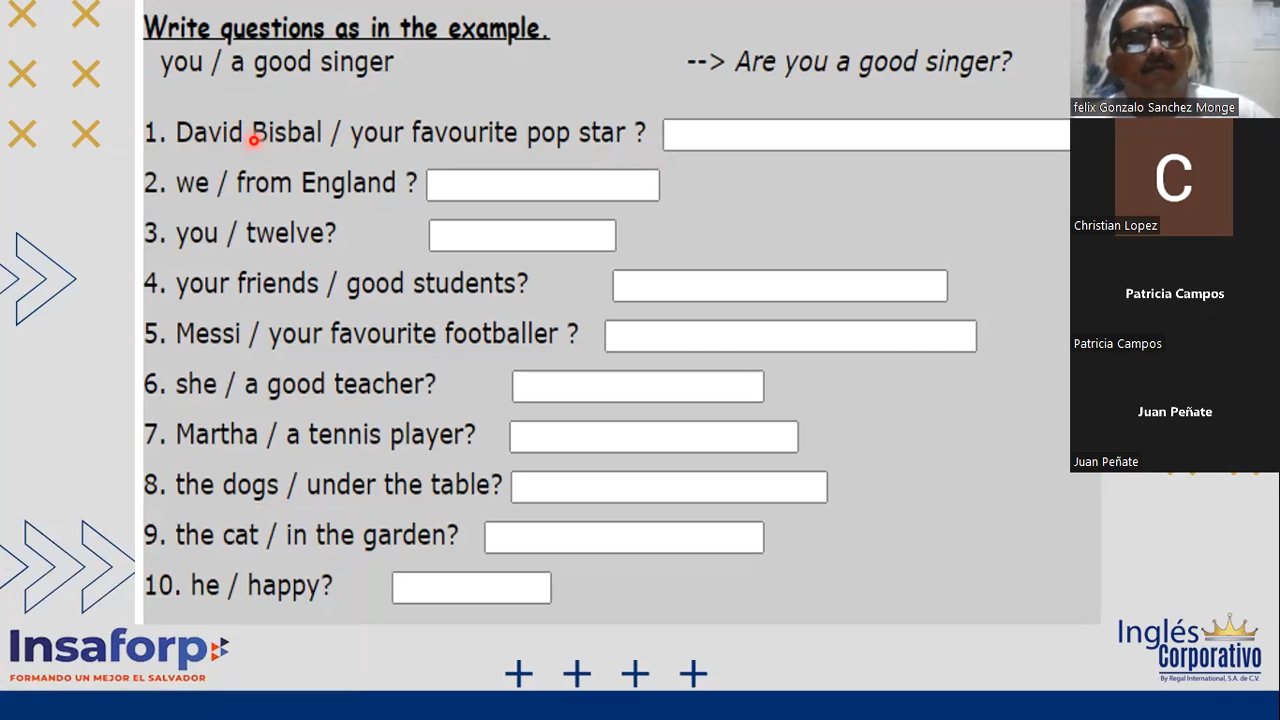 Write questions as in the example.
you / a good singer --> Are you a good singer?
1. David Bisbal / your favourite pop star ?
2. we / from England ?
3. you / twelve?
4. your friends / good students?
5. Messi / your favourite footballer ?
6. she / a good teacher?
7. Martha / a tennis player?
8. the dogs / under the table?
9. the cat / in the garden?
10. he / happy?
felix Gonzalo Sanchez Monge
C
Christian Lopez
Patricia Campos
Patricia Campos
Juan Peñate
Juan Peñate
Insaforp
FORMANDO UN MEJOR EL SALVADOR
Inglés
Corporativo
By Regal International, S.A. de C.V.